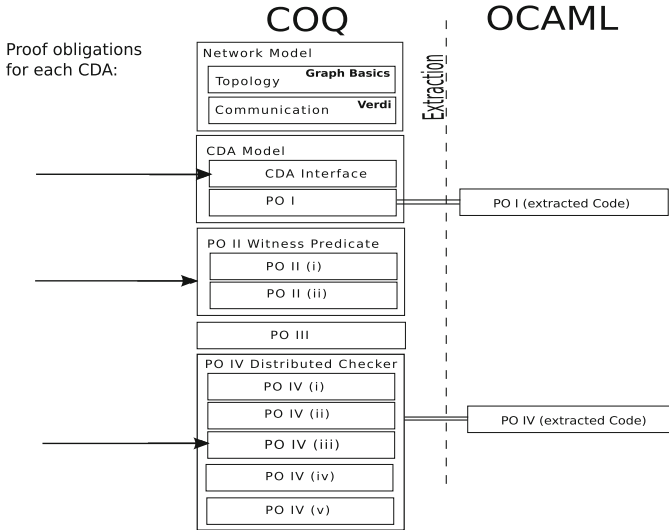 COQ
OCAML
Proof obligations
for each CDA:
Network Model
Topology
Graph Basics
Communication
Verdi
Extraction
CDA Model
CDA Interface
PO I
PO I (extracted Code)
PO II Witness Predicate
PO II (i)
PO II (ii)
PO III
PO IV Distributed Checker
PO IV (i)
PO IV (ii)
PO IV (extracted Code)
PO IV (iii)
PO IV (iv)
PO IV (v)